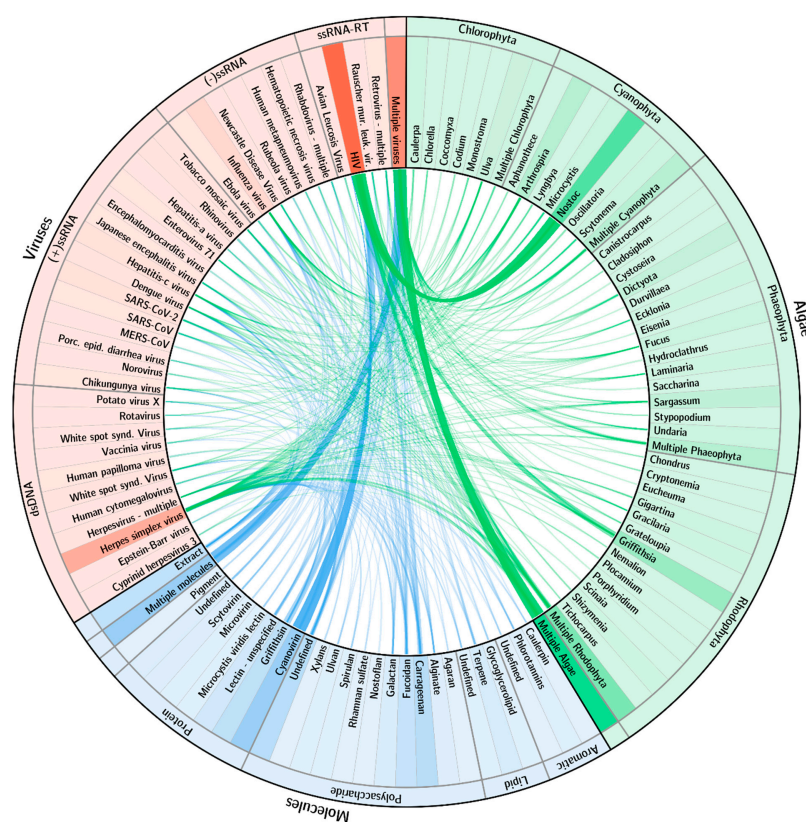 Viruses
ssRNA-RT
(-)ssRNA
(+)ssRNA
dsDNA
Algae
Chlorophyta
Cyanophyta
Phaeophyta
Rhodophyta
Molecules
Aromatic
Lipid
Polysaccharide
Protein
Caulerpa
Chlorella
Coccomyxa
Codium
Monostroma
Ulva
Multiple Chlorophyta
Aphanothece
Arthrospira
Lyngbya
Microcystis
Nostoc
Oscillatoria
Scytonema
Multiple Cyanophyta
Canistrocarpus
Cladosiphon
Cystoseira
Dictyota
Durvillaea
Ecklonia
Eisenia
Fucus
Hydroclathrus
Laminaria
Saccharina
Sargassum
Stypopodium
Undaria
Multiple Phaeophyta
Chondrus
Cryptonemia
Eucheuma
Gigartina
Gracilaria
Grateloupia
Griffithsia
Nemalion
Plocamium
Porphyridium
Scinaia
Shizymenia
Tichocarpus
Multiple Rhodophyta
Multiple Algae
Caulerpin
Phlorotannins
Undefined
Glycoglycerolipid
Terpene
Undefined
Agaran
Alginate
Carrageenan
Fucoidan
Galactan
Nostoflan
Rhamnan sulfate
Spirulan
Ulvan
Xylans
Undefined
Cyanovirin
Griffithsin
Lectin - unspecified
Microcystis viridis lectin
Microvirin
Scytovirin
Undefined
Pigment
Multiple molecules
Extract
Cyprinid herpesvirus 3
Epstein-Barr virus
Herpes simplex virus
Herpesvirus - multiple
Human cytomegalovirus
White spot synd. Virus
Human papilloma virus
Vaccinia virus
White spot synd. Virus
Rotavirus
Potato virus X
Chikungunya virus
Norovirus
Porc. epid. diarrhea virus
MERS-CoV
SARS-CoV
SARS-CoV-2
Dengue virus
Hepatitis-c virus
Japanese encephalitis virus
Encephalomyocarditis virus
Enterovirus 71
Hepatitis-a virus
Rhinovirus
Tobacco mosaic virus
Ebola virus
Influenza virus
Newcastle Disease Virus
Rubeola virus
Human metapneumovirus
Hematopoietic necrosis virus
Rhabdovirus - multiple
Avian Leucosis Virus
HIV
Rauscher mur. leuk. vir.
Retrovirus - multiple
Multiple viruses